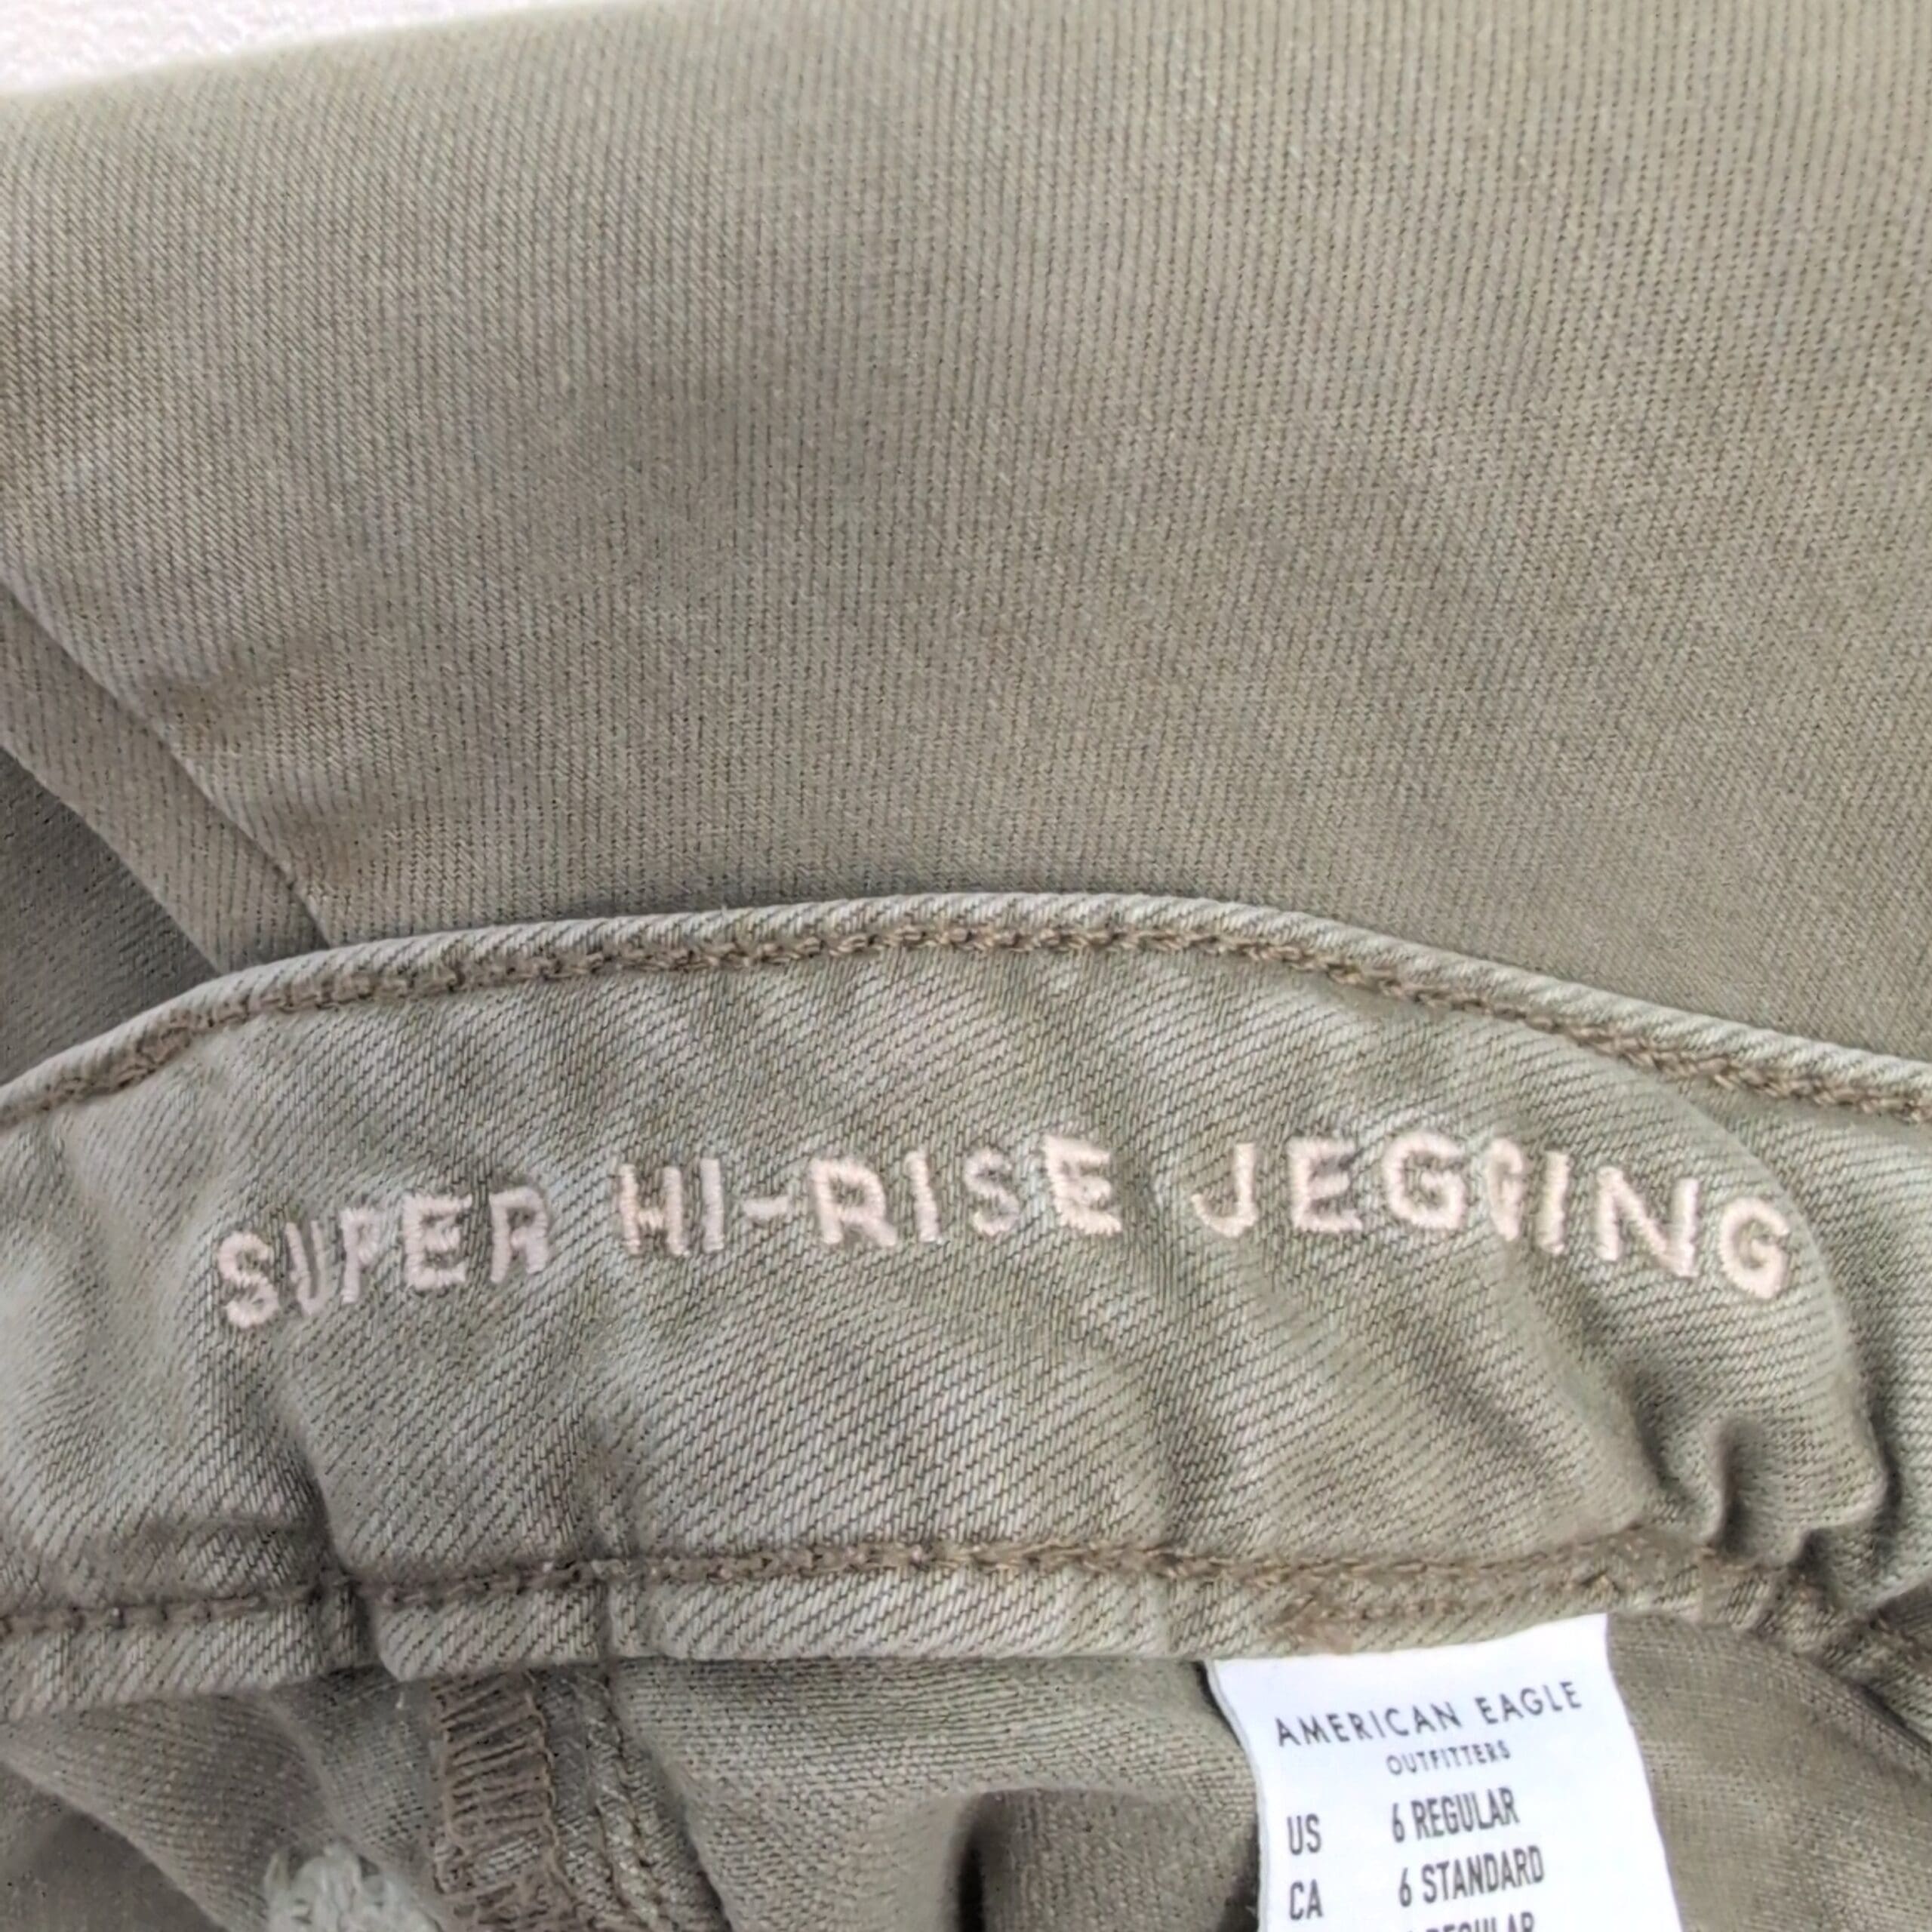 SUPER HI-RISE JEGGING
AMERICAN EAGLE
OUTFITTERS
US 6 REGULAR
CA 6 STANDARD